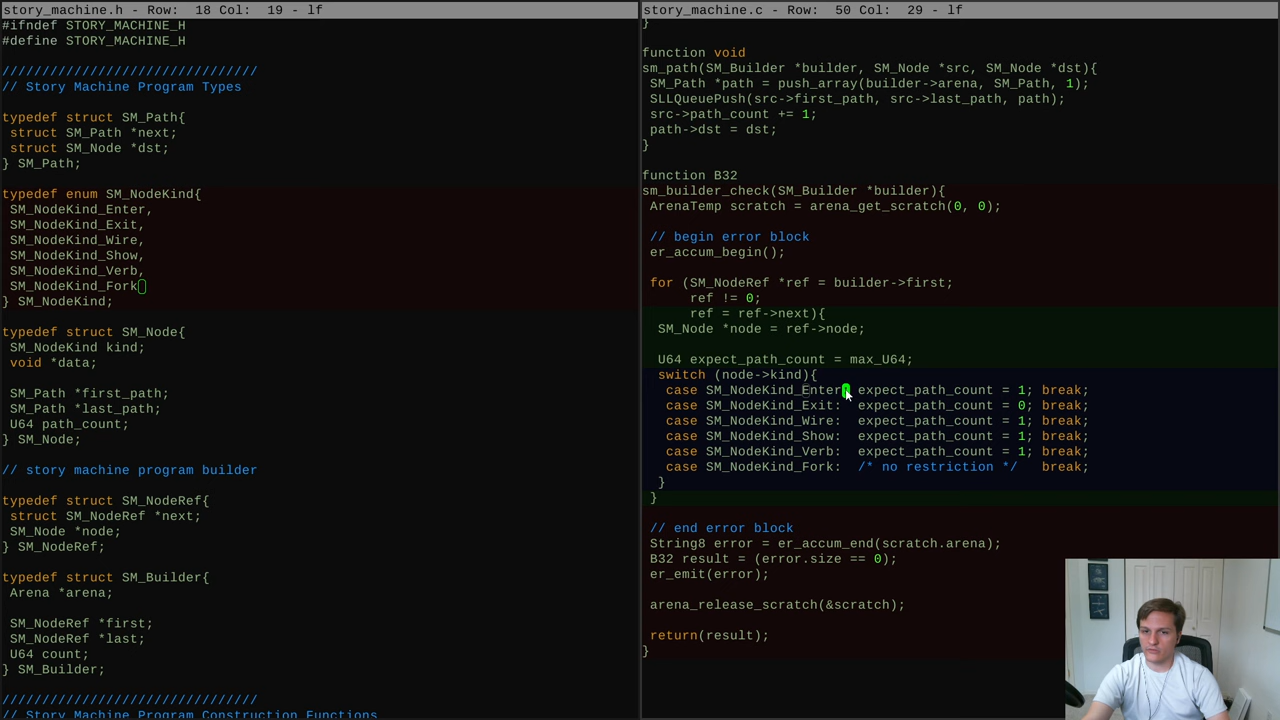 story_machine.h - Row:  18 Col:  19 - lf
#ifndef STORY_MACHINE_H
#define STORY_MACHINE_H
////////////////////////////////
// Story Machine Program Types
typedef struct SM_Path{
 struct SM_Path *next;
 struct SM_Node *dst;
} SM_Path;
typedef enum SM_NodeKind{
 SM_NodeKind_Enter,
 SM_NodeKind_Exit,
 SM_NodeKind_Wire,
 SM_NodeKind_Show,
 SM_NodeKind_Verb,
 SM_NodeKind_Fork
} SM_NodeKind;
typedef struct SM_Node{
 SM_NodeKind kind;
 void *data;
 SM_Path *first_path;
 SM_Path *last_path;
 U64 path_count;
} SM_Node;
// story machine program builder
typedef struct SM_NodeRef{
 struct SM_NodeRef *next;
 SM_Node *node;
} SM_NodeRef;
typedef struct SM_Builder{
 Arena *arena;
 SM_NodeRef *first;
 SM_NodeRef *last;
 U64 count;
} SM_Builder;
////////////////////////////////
// Story Machine Program Construction Functions
story_machine.c - Row:  50 Col:  29 - lf
}
function void
sm_path(SM_Builder *builder, SM_Node *src, SM_Node *dst){
 SM_Path *path = push_array(builder->arena, SM_Path, 1);
 SLLQueuePush(src->first_path, src->last_path, path);
 src->path_count += 1;
 path->dst = dst;
}
function B32
sm_builder_check(SM_Builder *builder){
 ArenaTemp scratch = arena_get_scratch(0, 0);
 // begin error block
 er_accum_begin();
 for (SM_NodeRef *ref = builder->first;
      ref != 0;
      ref = ref->next){
  SM_Node *node = ref->node;
  U64 expect_path_count = max_U64;
  switch (node->kind){
   case SM_NodeKind_Enter: expect_path_count = 1; break;
   case SM_NodeKind_Exit:  expect_path_count = 0; break;
   case SM_NodeKind_Wire:  expect_path_count = 1; break;
   case SM_NodeKind_Show:  expect_path_count = 1; break;
   case SM_NodeKind_Verb:  expect_path_count = 1; break;
   case SM_NodeKind_Fork:  /* no restriction */   break;
  }
 }
 // end error block
 String8 error = er_accum_end(scratch.arena);
 B32 result = (error.size == 0);
 er_emit(error);
 arena_release_scratch(&scratch);
 return(result);
}